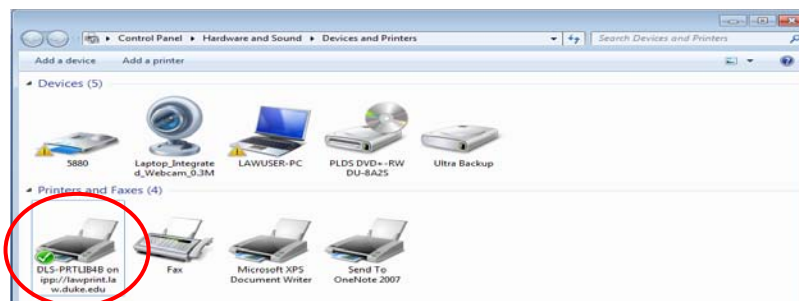 Control Panel ▸ Hardware and Sound ▸ Devices and Printers
Search Devices and Printers
Add a device Add a printer
Devices (5)
5880
Laptop_Integrate
d_Webcam_0.3M
LAWUSER-PC
PLDS DVD+-RW
DU-8A2S
Ultra Backup
Printers and Faxes (4)
DLS-PRTLIB4B on
ipp://lawprint.la
w.duke.edu
Fax
Microsoft XPS
Document Writer
Send To
OneNote 2007